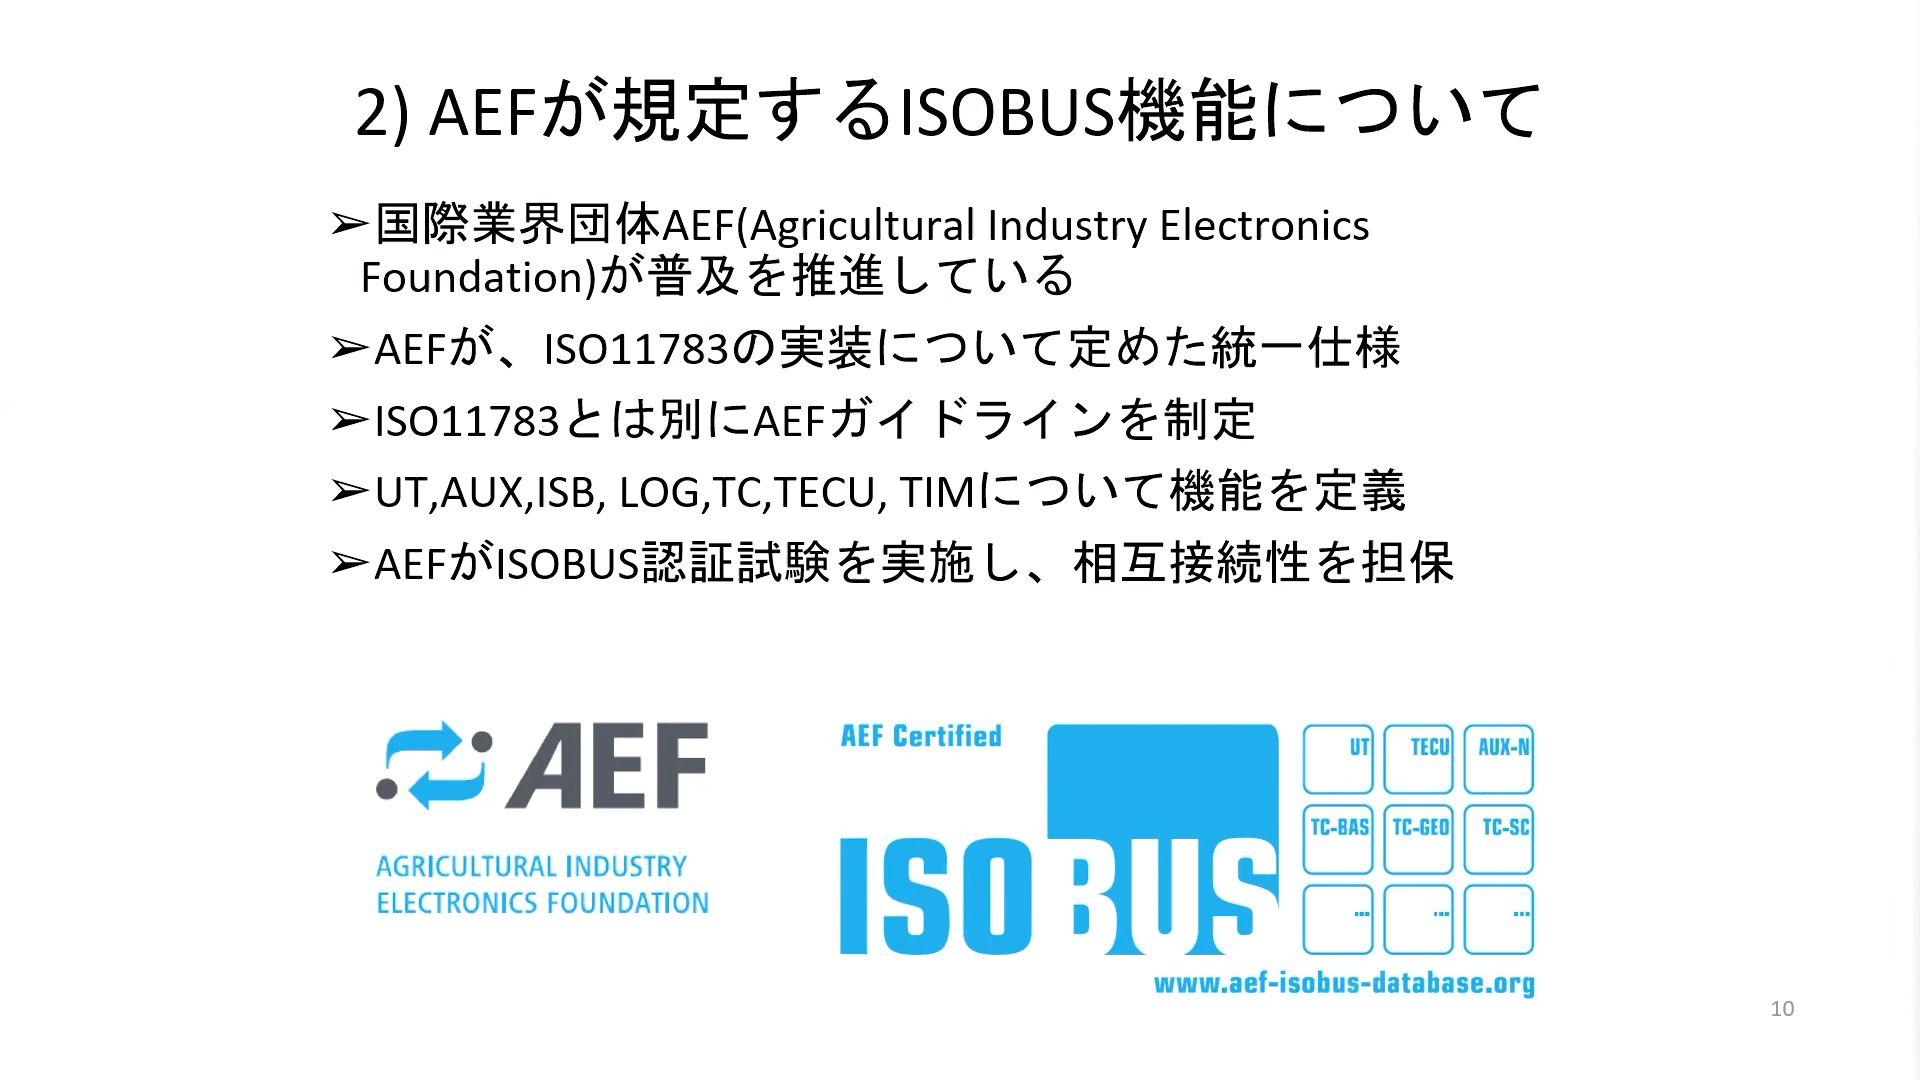 2) AEFが規定するISOBUS機能について
➢国際業界団体AEF(Agricultural Industry Electronics
Foundation)が普及を推進している
➢AEFが、ISO11783の実装について定めた統一仕様
➢ISO11783とは別にAEFガイドラインを制定
➢UT,AUX,ISB, LOG,TC,TECU, TIMについて機能を定義
➢AEFがISOBUS認証試験を実施し、相互接続性を担保
AEF
AGRICULTURAL INDUSTRY
ELECTRONICS FOUNDATION
AEF Certified
ISOBUS
UT TECU AUX-N
TC-BAS TC-GEO TC-SC
... ... ...
www.aef-isobus-database.org
10